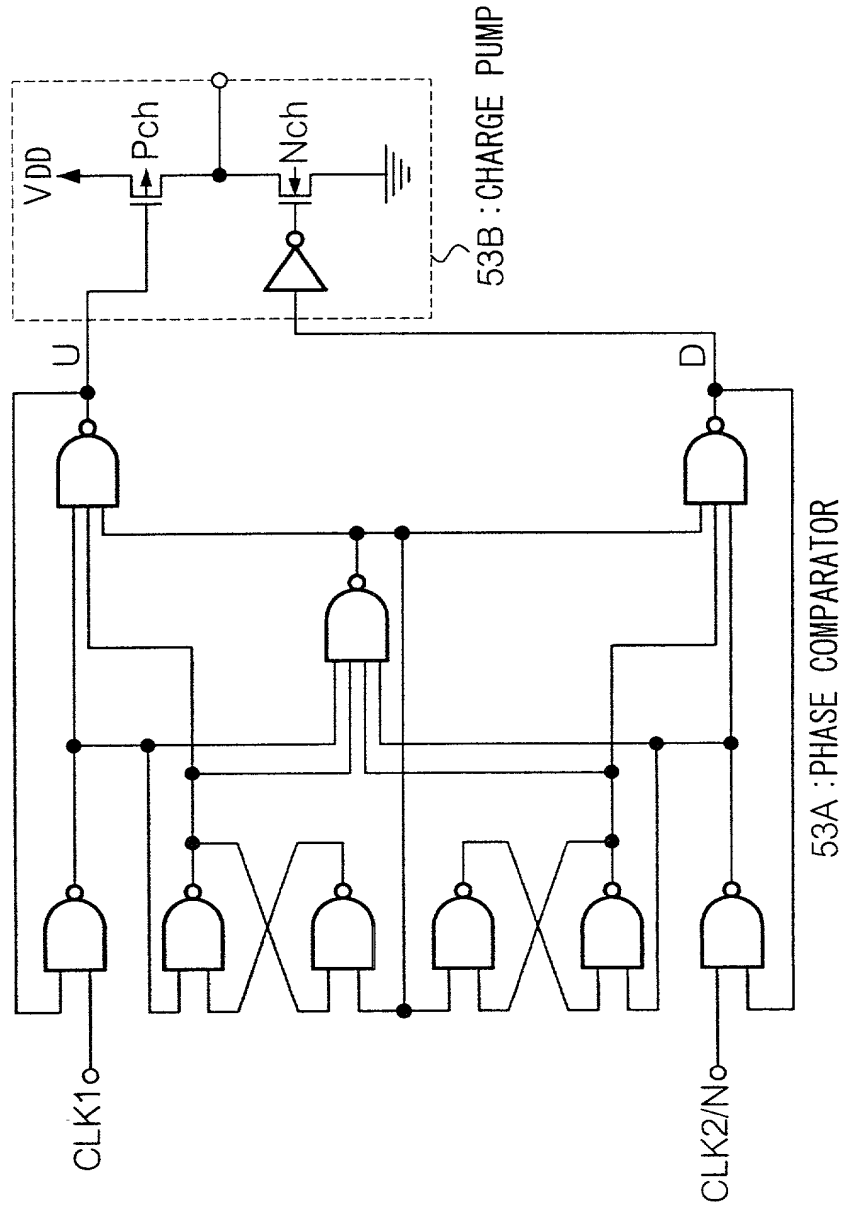 VDD
Pch
Nch
53B : CHARGE PUMP
U
D
CLK1
CLK2/N
53A : PHASE COMPARATOR